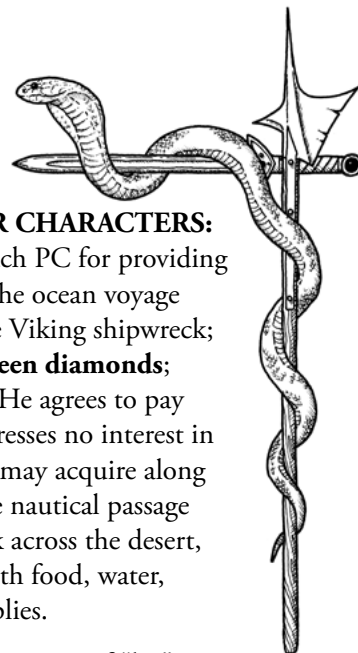 R CHARACTERS:
ch PC for providing
he ocean voyage
e Viking shipwreck;
een diamonds;
He agrees to pay
resses no interest in
may acquire along
e nautical passage
k across the desert,
th food, water,
plies.